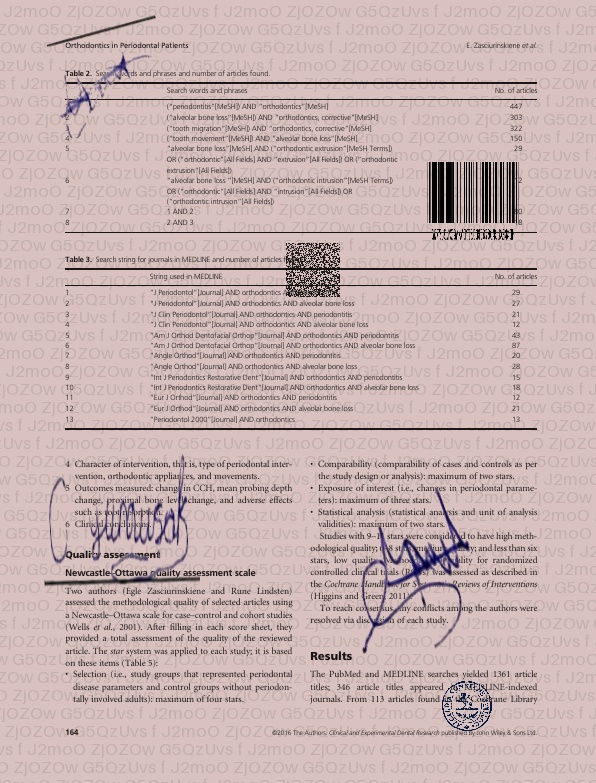 Orthodontics in Periodontal Patients
E. Zasciurinskiene et al.
Table 2. Search words and phrases and number of articles found.
Search words and phrases No. of articles
("periodontitis"[MeSH]) AND "orthodontics"[MeSH] 447
("alveolar bone loss"[MeSH]) AND "orthodontics, corrective"[MeSH] 303
3 ("tooth migration"[MeSH]) AND "orthodontics, corrective"[MeSH] 322
4 ("tooth movement"[MeSH]) AND "alveolar bone loss"[MeSH] 150
5 "alveolar bone loss"[MeSH] AND ("orthodontic extrusion"[MeSH Terms]) 29
OR ("orthodontic"[All Fields] AND "extrusion"[All Fields]) OR ("orthodontic
extrusion"[All Fields])
6 "alveolar bone loss "[MeSH] AND ("orthodontic intrusion"[MeSH Terms])
OR ("orthodontic"[All Fields] AND "intrusion"[All Fields]) OR
("orthodontic intrusion"[All Fields])
7 1 AND 2
8 2 AND 3
Table 3. Search string for journals in MEDLINE and number of articles
String used in MEDLINE No. of articles
1 "J Periodontol"[Journal] AND orthodontics 29
2 "J Periodontol"[Journal] AND orthodontics AND alveolar bone loss 27
3 "J Clin Periodontol"[Journal] AND orthodontics AND periodontitis 21
4 "J Clin Periodontol"[Journal] AND orthodontics AND alveolar bone loss 12
5 "Am J Orthod Dentofacial Orthop"[Journal] AND orthodontics AND periodontitis 43
6 "Am J Orthod Dentofacial Orthop"[Journal] AND orthodontics AND alveolar bone loss 87
7 "Angle Orthod"[Journal] AND orthodontics AND periodontitis 20
8 "Angle Orthod"[Journal] AND orthodontics AND alveolar bone loss 28
9 "Int J Periodontics Restorative Dent"[Journal] AND orthodontics AND periodontitis 15
10 "Int J Periodontics Restorative Dent"[Journal] AND orthodontics AND alveolar bone loss 18
11 "Eur J Orthod"[Journal] AND orthodontics AND periodontitis 12
12 "Eur J Orthod"[Journal] AND orthodontics AND alveolar bone loss 21
13 "Periodontol 2000"[Journal] AND orthodontics 13
4 Character of intervention, that is, type of periodontal inter-
vention, orthodontic appliances, and movements.
5 Outcomes measured: change in CCH, mean probing depth
change, proximal bone level change, and adverse effects
such as root resorption.
6 Clinical conclusions.
Quality assessment
Newcastle–Ottawa quality assessment scale
Two authors (Egle Zasciurinskiene and Rune Lindsten)
assessed the methodological quality of selected articles using
a Newcastle–Ottawa scale for case–control and cohort studies
(Wells et al., 2001). After filling in each score sheet, they
provided a total assessment of the quality of the reviewed
article. The star system was applied to each study; it is based
on these items (Table 5):
• Selection (i.e., study groups that represented periodontal
disease parameters and control groups without periodon-
tally involved adults): maximum of four stars.
• Comparability (comparability of cases and controls as per
the study design or analysis): maximum of two stars.
• Exposure of interest (i.e., changes in periodontal parame-
ters): maximum of three stars.
• Statistical analysis (statistical analysis and unit of analysis
validities): maximum of two stars.
Studies with 9–11 stars were considered to have high meth-
odological quality; 6–8 stars, medium quality; and less than six
stars, low quality. Methodological quality for randomized
controlled clinical trials (RCTs) was assessed as described in
the Cochrane Handbook for Systematic Reviews of Interventions
(Higgins and Green, 2011).
To reach consensus, any conflicts among the authors were
resolved via discussion of each study.
Results
The PubMed and MEDLINE searches yielded 1361 article
titles; 346 article titles appeared in MEDLINE-indexed
journals. From 113 articles found in the Cochrane Library
164
©2016 The Authors. Clinical and Experimental Dental Research published by John Wiley & Sons Ltd.